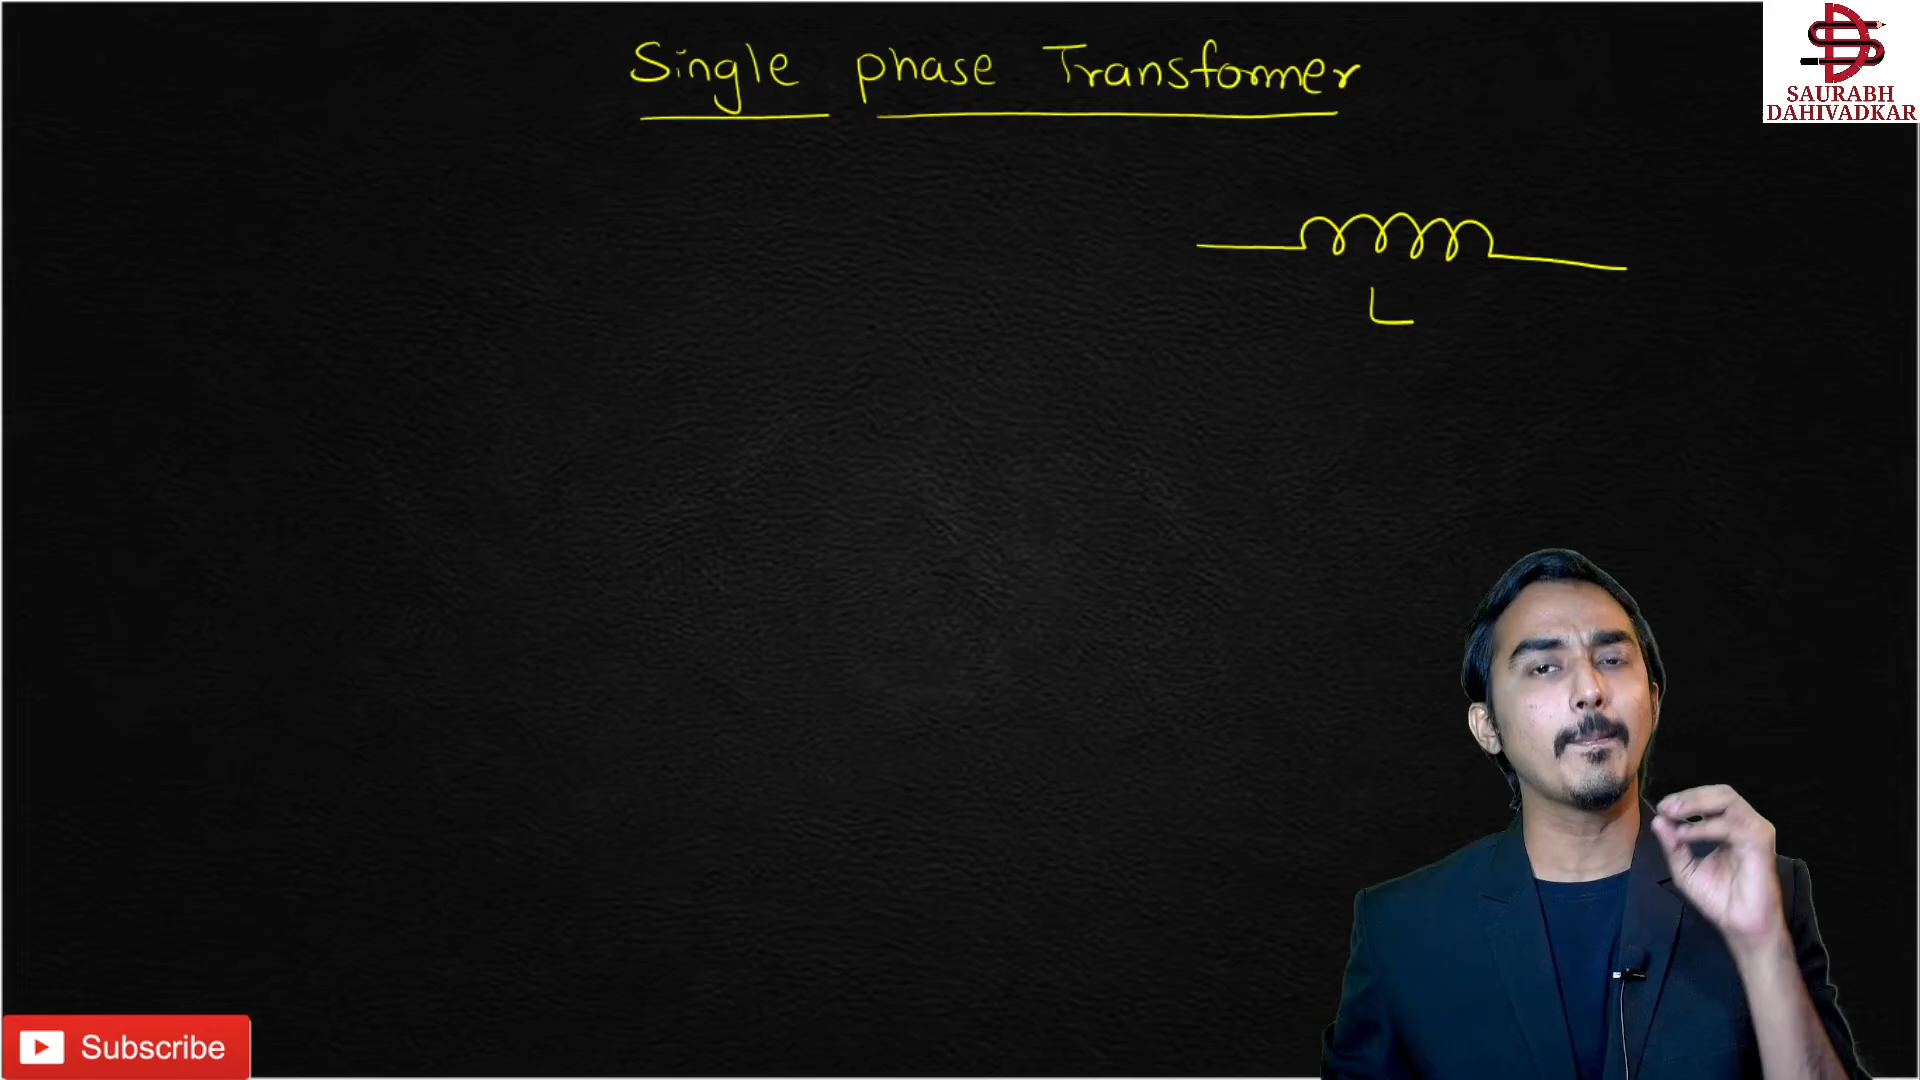 Single phase Transformer
SAURABH
DAHIVADKAR
L
Subscribe